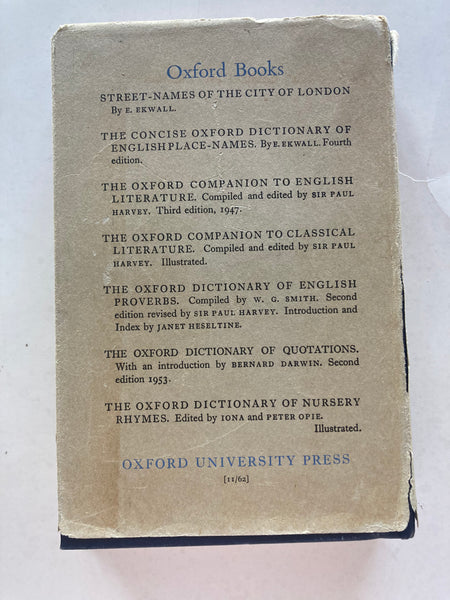 Oxford Books
STREET-NAMES OF THE CITY OF LONDON
By E. EKWALL.
THE CONCISE OXFORD DICTIONARY OF
ENGLISH PLACE-NAMES. By E. EKWALL. Fourth
edition.
THE OXFORD COMPANION TO ENGLISH
LITERATURE. Compiled and edited by SIR PAUL
HARVEY. Third edition, 1947.
THE OXFORD COMPANION TO CLASSICAL
LITERATURE. Compiled and edited by SIR PAUL
HARVEY. Illustrated.
THE OXFORD DICTIONARY OF ENGLISH
PROVERBS. Compiled by W. G. SMITH. Second
edition revised by SIR PAUL HARVEY. Introduction and
Index by JANET HESELTINE.
THE OXFORD DICTIONARY OF QUOTATIONS.
With an introduction by BERNARD DARWIN. Second
edition 1953.
THE OXFORD DICTIONARY OF NURSERY
RHYMES. Edited by IONA and PETER OPIE.
Illustrated.
OXFORD UNIVERSITY PRESS
[11/62]